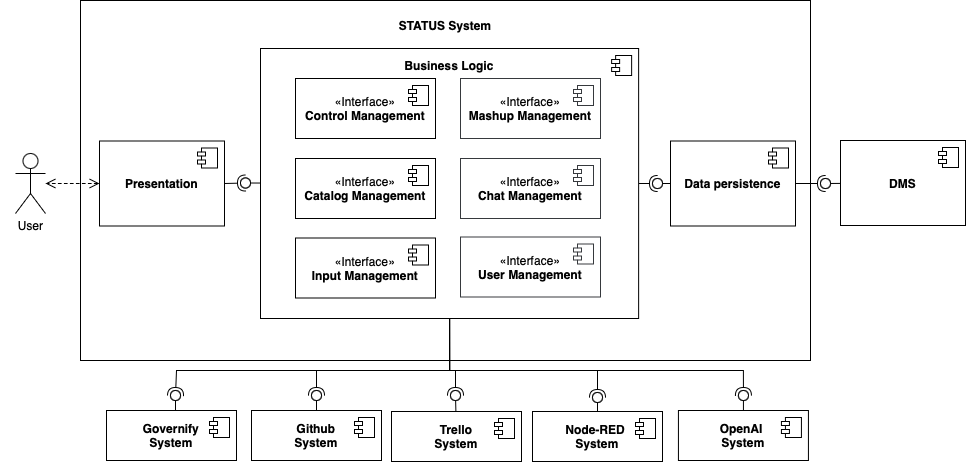 STATUS System
Business Logic
«Interface»
Control Management
«Interface»
Mashup Management
User
Presentation
«Interface»
Catalog Management
«Interface»
Chat Management
Data persistence
DMS
«Interface»
Input Management
«Interface»
User Management
Governify
System
Github
System
Trello
System
Node-RED
System
OpenAI
System